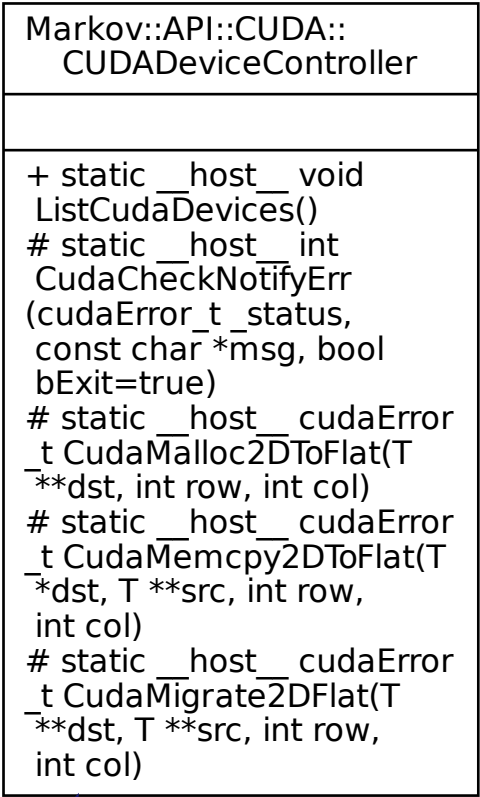 Markov::API::CUDA::
CUDADeviceController
+ static __host__ void
ListCudaDevices()
# static __host__ int
CudaCheckNotifyErr
(cudaError_t _status,
const char *msg, bool
bExit=true)
# static __host__ cudaError
_t CudaMalloc2DToFlat(T
**dst, int row, int col)
# static __host__ cudaError
_t CudaMemcpy2DToFlat(T
*dst, T **src, int row,
int col)
# static __host__ cudaError
_t CudaMigrate2DFlat(T
**dst, T **src, int row,
int col)